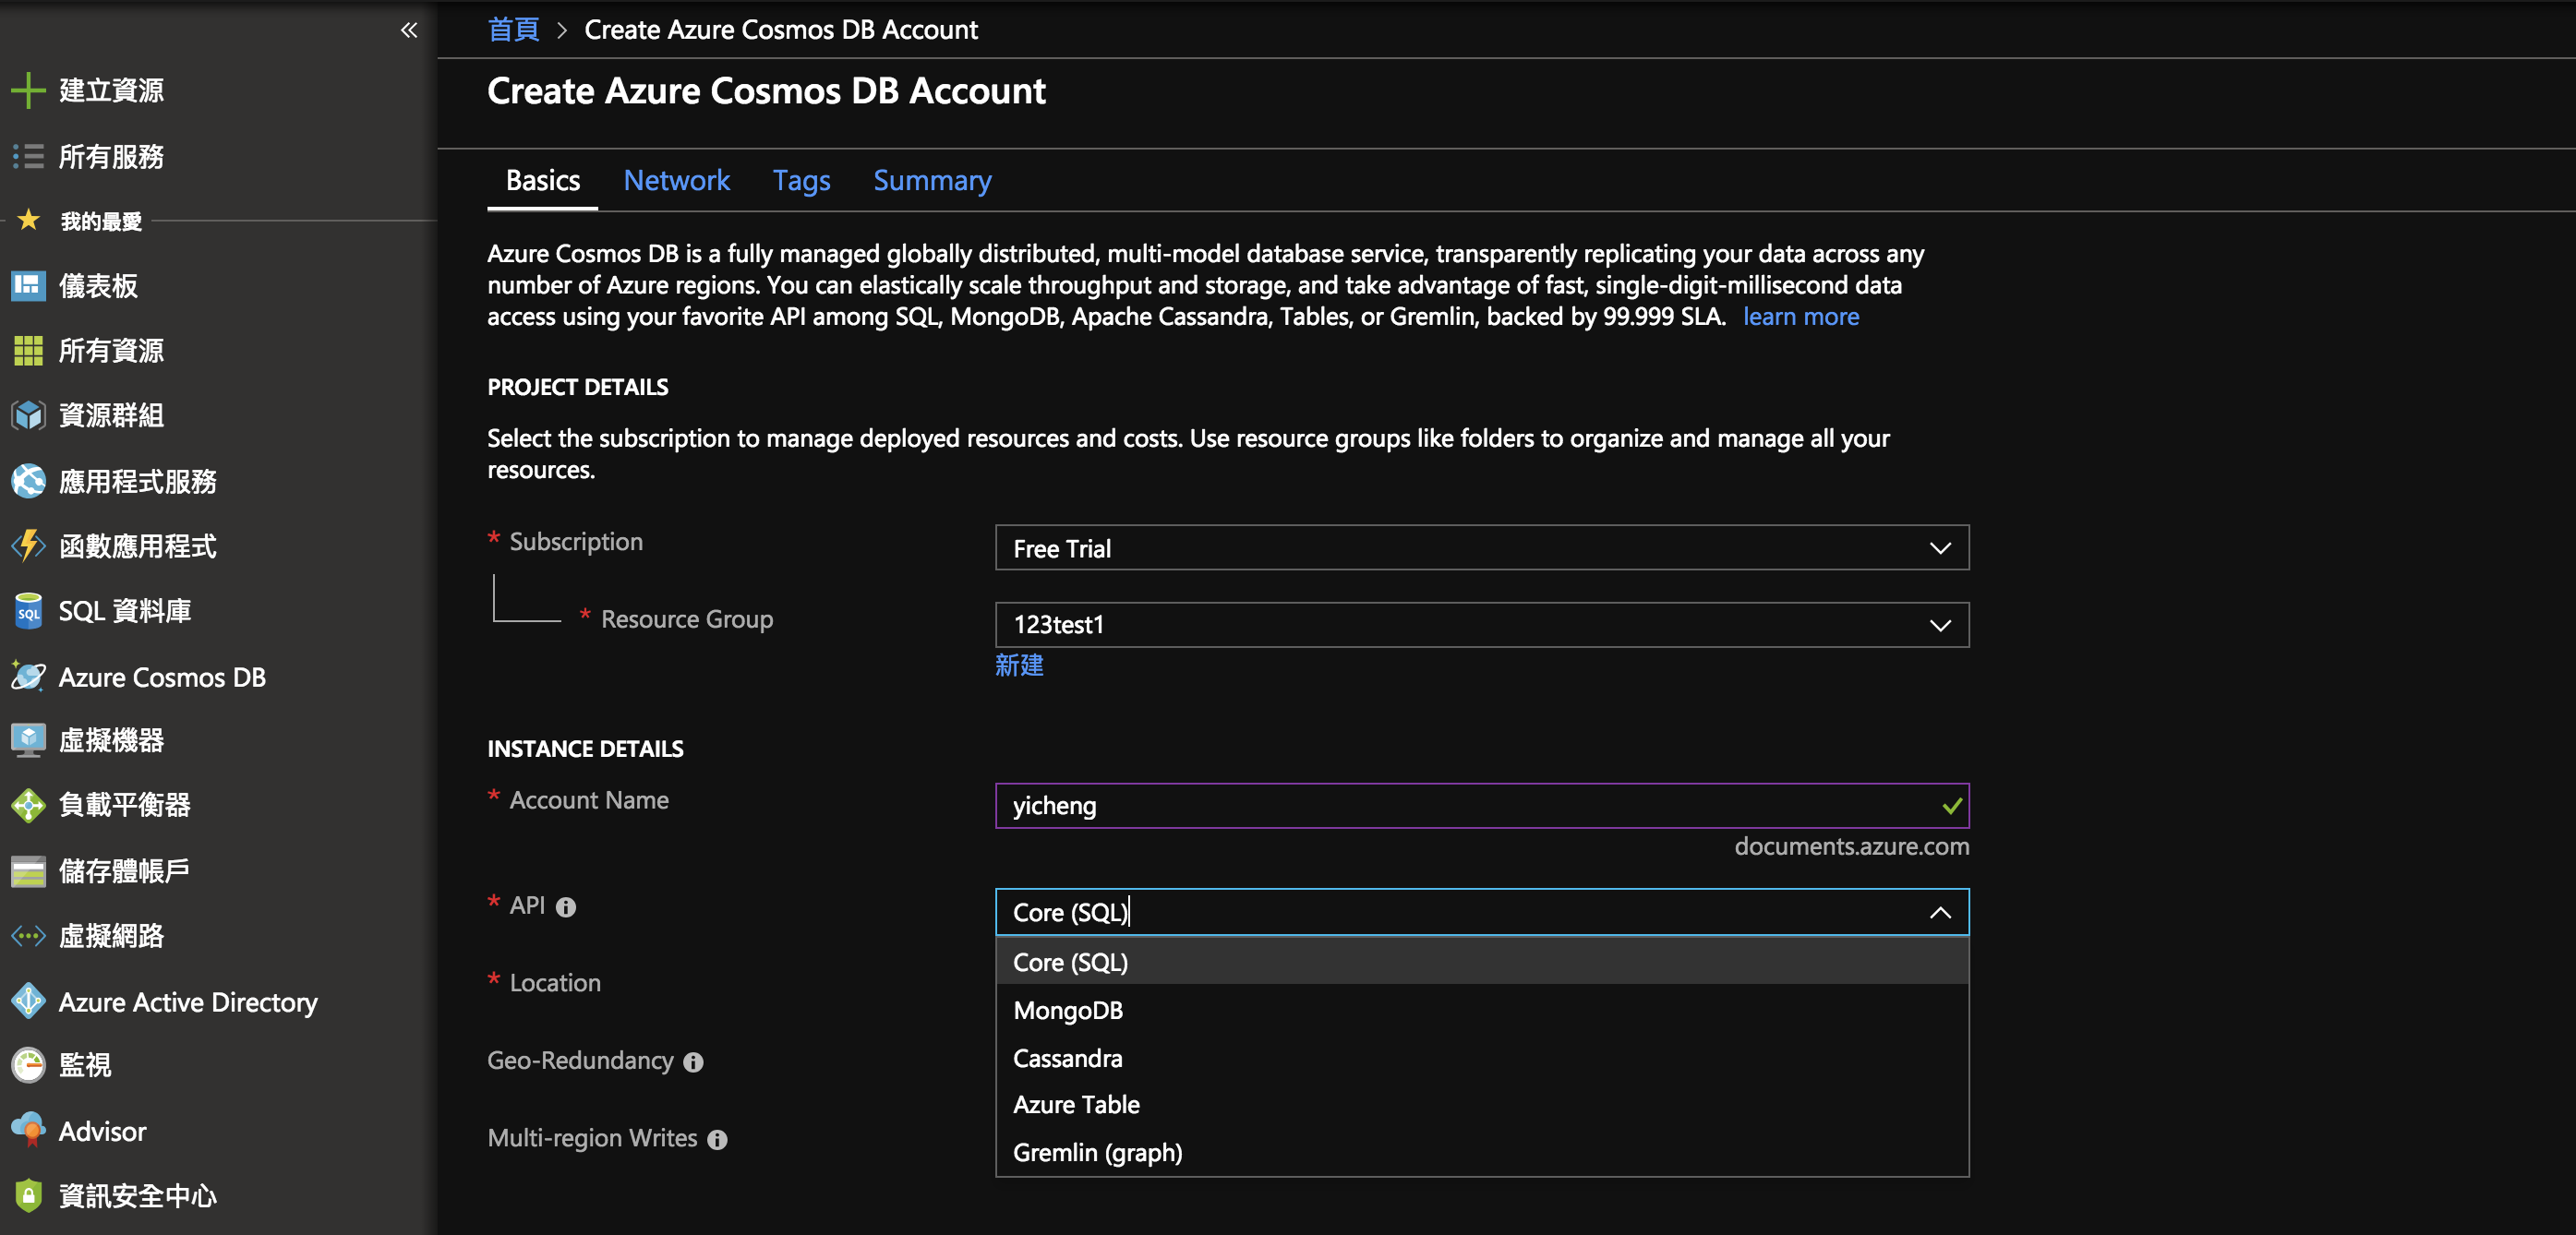 建立資源
所有服務
我的最愛
儀表板
所有資源
資源群組
應用程式服務
函數應用程式
SQL
SQL 資料庫
Azure Cosmos DB
虛擬機器
負載平衡器
儲存體帳戶
虛擬網路
Azure Active Directory
監視
Advisor
資訊安全中心
首頁 > Create Azure Cosmos DB Account
Create Azure Cosmos DB Account
Basics Network Tags Summary
Azure Cosmos DB is a fully managed globally distributed, multi-model database service, transparently replicating your data across any
number of Azure regions. You can elastically scale throughput and storage, and take advantage of fast, single-digit-millisecond data
access using your favorite API among SQL, MongoDB, Apache Cassandra, Tables, or Gremlin, backed by 99.999 SLA. learn more
PROJECT DETAILS
Select the subscription to manage deployed resources and costs. Use resource groups like folders to organize and manage all your
resources.
* Subscription
Free Trial
* Resource Group
123test1
新建
INSTANCE DETAILS
* Account Name
yicheng
documents.azure.com
* API
Core (SQL)
Core (SQL)
MongoDB
Cassandra
Azure Table
Gremlin (graph)
* Location
Geo-Redundancy
Multi-region Writes